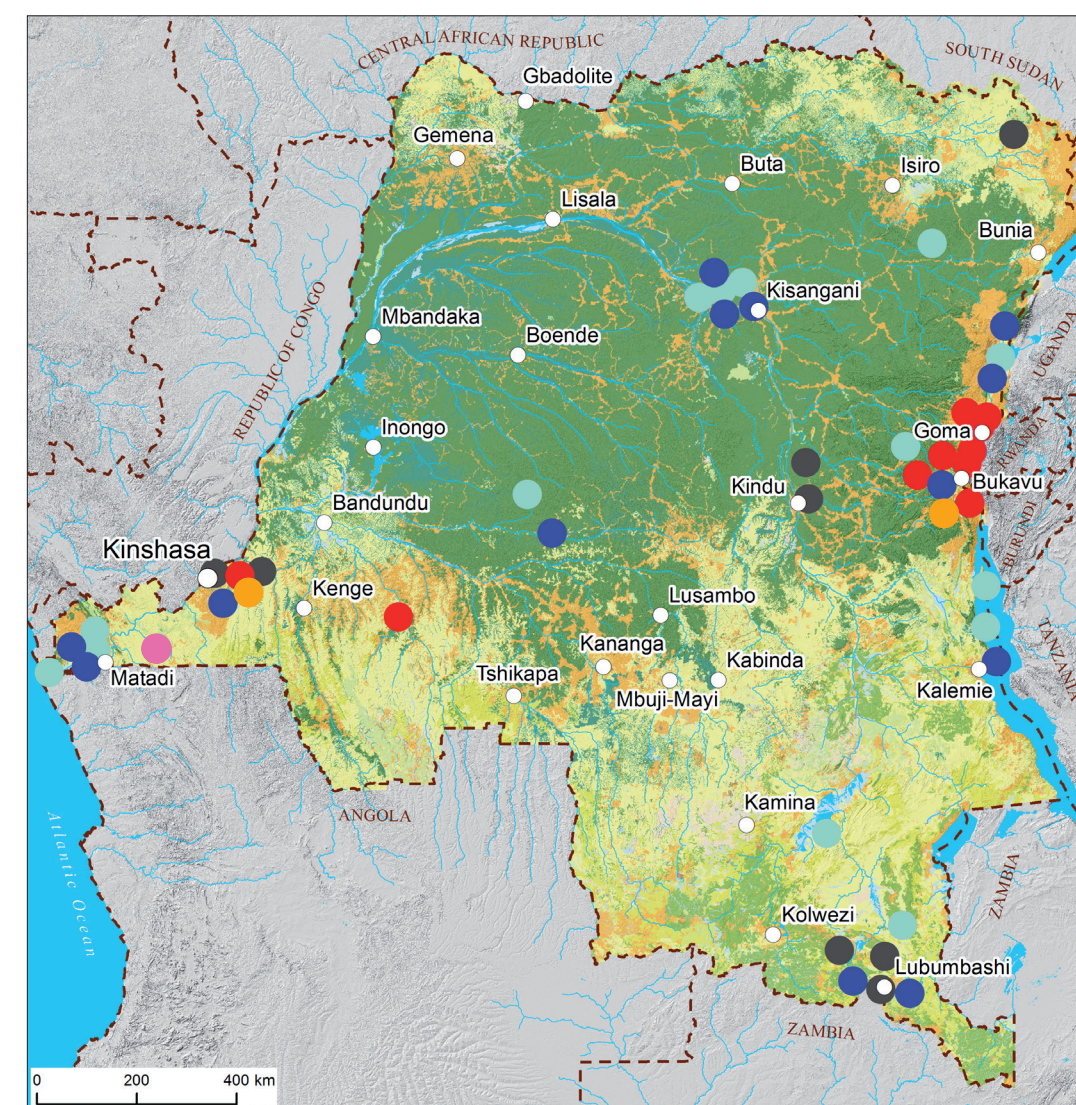 CENTRAL AFRICAN REPUBLIC
SOUTH SUDAN
Gbadolite
Gemena
Buta
Isiro
Lisala
Bunia
Kisangani
REPUBLIC OF CONGO
Mbandaka
Boende
UGANDA
Inongo
Goma
RWANDA
Kindu
Bukavu
Bandundu
BURUNDI
Kinshasa
Kenge
Lusambo
TANZANIA
Kananga
Matadi
Tshikapa
Kabinda
Kalemie
Mbuji-Mayi
ANGOLA
Kamina
Atlantic Ocean
ZAMBIA
Kolwezi
Lubumbashi
ZAMBIA
0 200 400 km